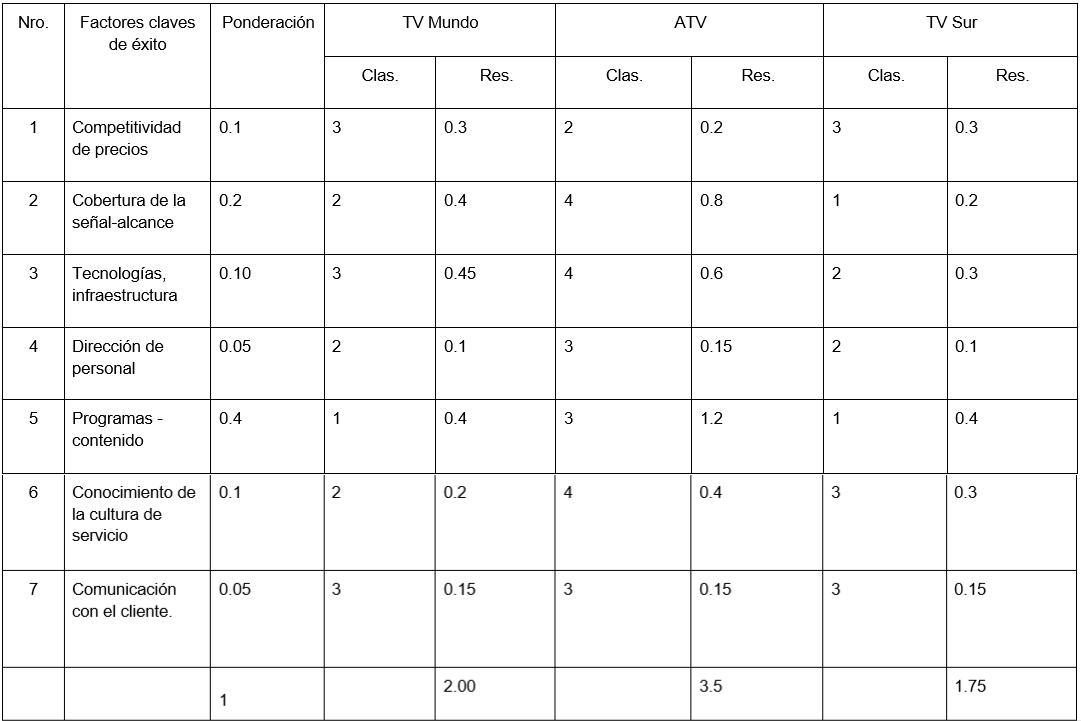 Nro. Factores claves Ponderación TV Mundo ATV TV Sur
de éxito
Clas. Res. Clas. Res. Clas. Res.
1 Competitividad 0.1 3 0.3 2 0.2 3 0.3
de precios
2 Cobertura de la 0.2 2 0.4 4 0.8 1 0.2
señal-alcance
3 Tecnologías, 0.10 3 0.45 4 0.6 2 0.3
infraestructura
4 Dirección de 0.05 2 0.1 3 0.15 2 0.1
personal
5 Programas - 0.4 1 0.4 3 1.2 1 0.4
contenido
6 Conocimiento de 0.1 2 0.2 4 0.4 3 0.3
la cultura de
servicio
7 Comunicación 0.05 3 0.15 3 0.15 3 0.15
con el cliente.
1 2.00 3.5 1.75